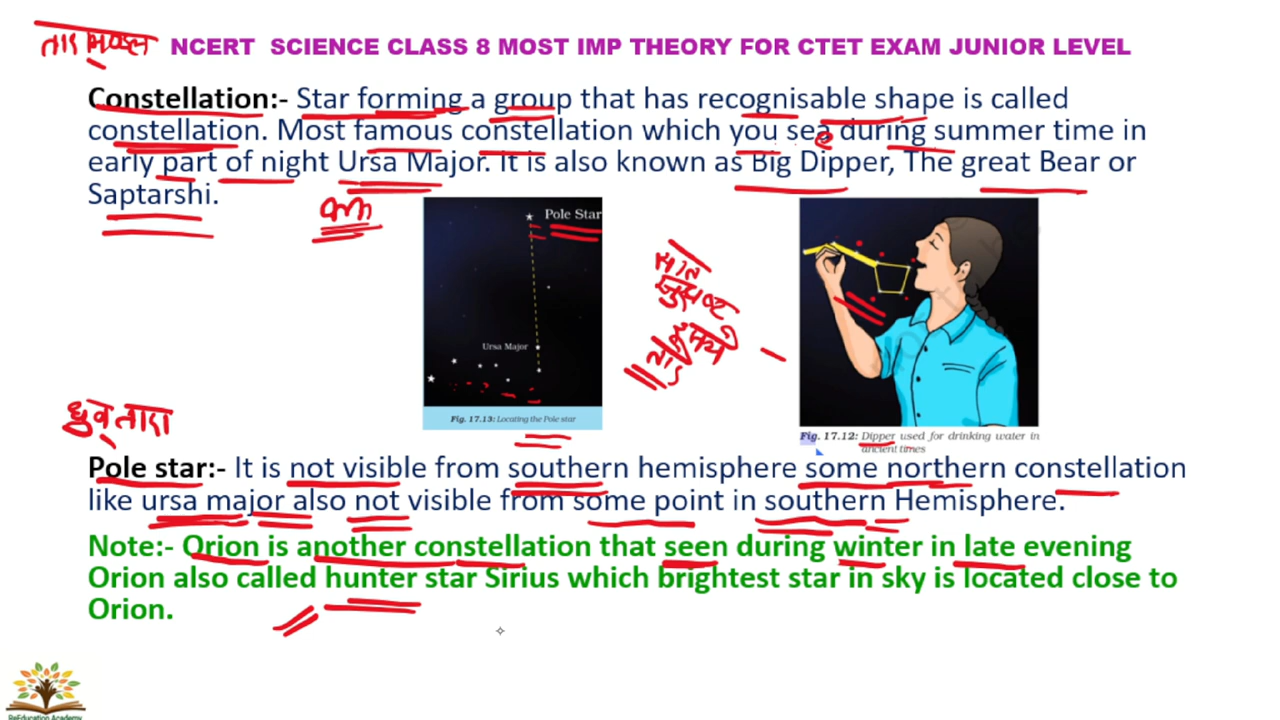 NCERT SCIENCE CLASS 8 MOST IMP THEORY FOR CTET EXAM JUNIOR LEVEL
Constellation:- Star forming a group that has recognisable shape is called
constellation. Most famous constellation which you see during summer time in
early part of night Ursa Major. It is also known as Big Dipper, The great Bear or
Saptarshi.
Pole Star
Ursa Major
Fig. 17.13: Locating the Pole star
सात
Fig. 17.12: Dipper used for drinking water in
ancient times
ध्रुव तारा
Pole star:- It is not visible from southern hemisphere some northern constellation
like ursa major also not visible from some point in southern Hemisphere.
Note:- Orion is another constellation that seen during winter in late evening
Orion also called hunter star Sirius which brightest star in sky is located close to
Orion.
BeEducation Academy